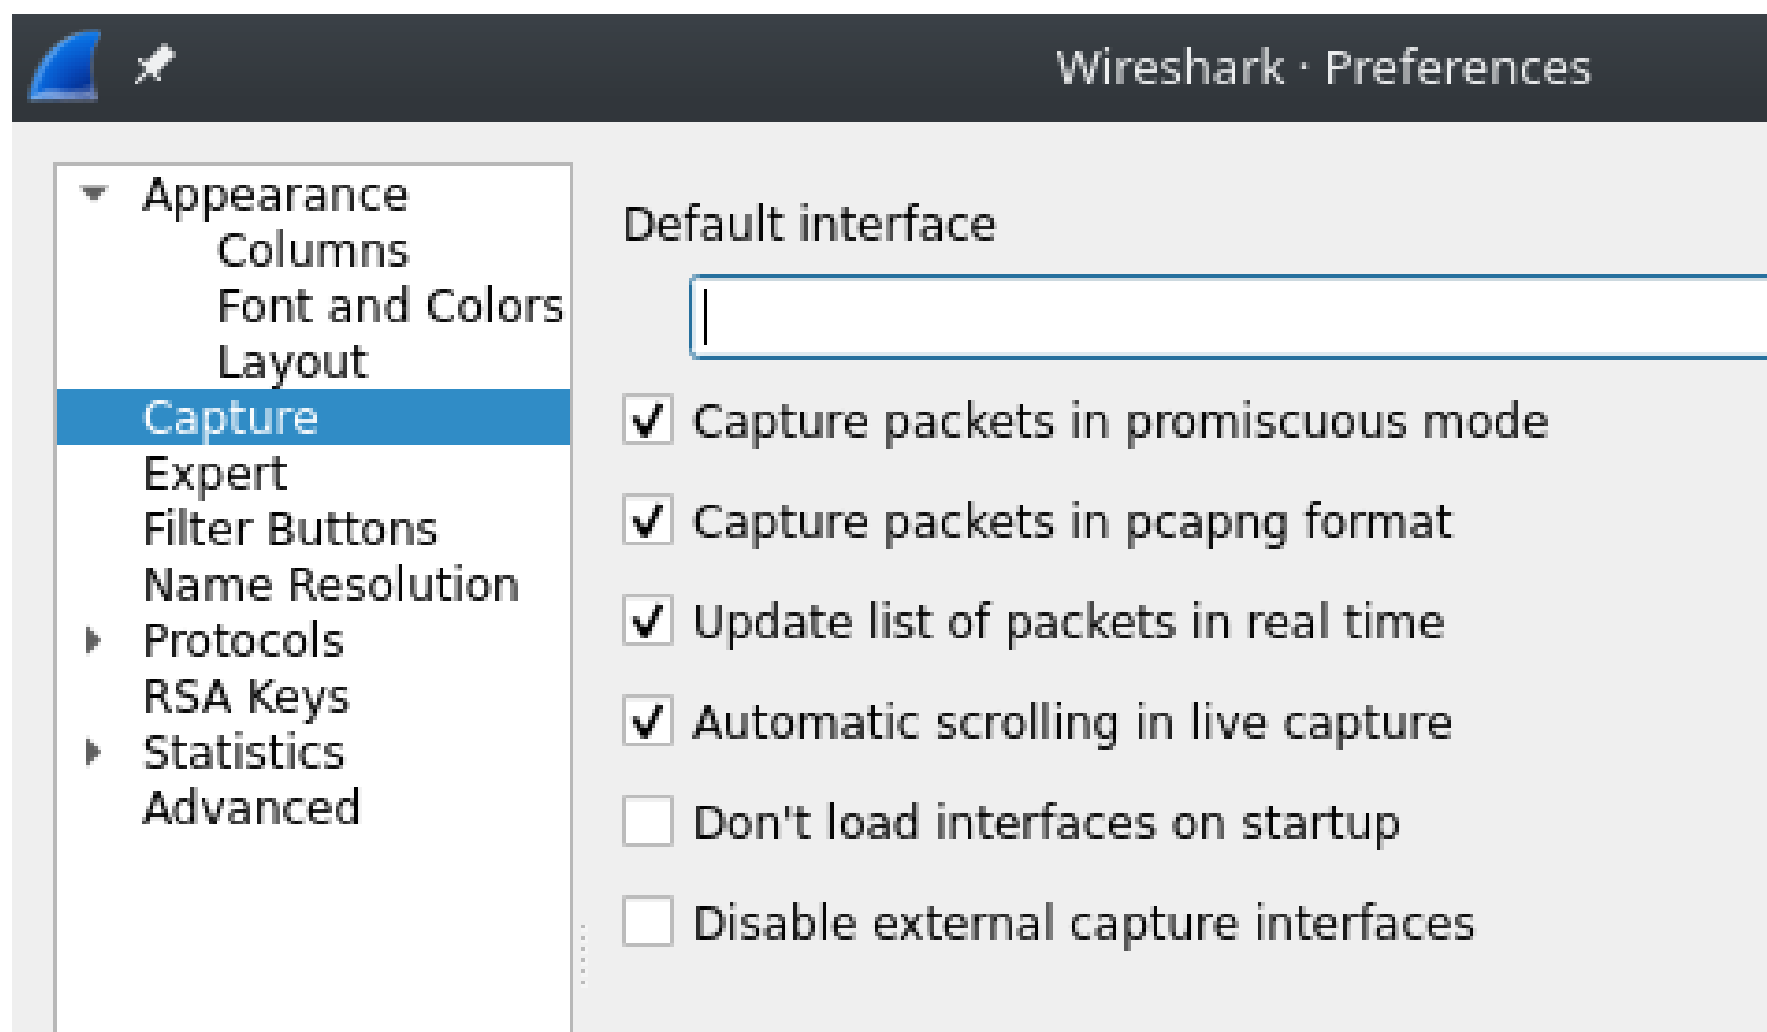 Wireshark · Preferences
Appearance
Columns
Font and Colors
Layout
Capture
Expert
Filter Buttons
Name Resolution
Protocols
RSA Keys
Statistics
Advanced
Default interface
Capture packets in promiscuous mode
Capture packets in pcapng format
Update list of packets in real time
Automatic scrolling in live capture
Don't load interfaces on startup
Disable external capture interfaces